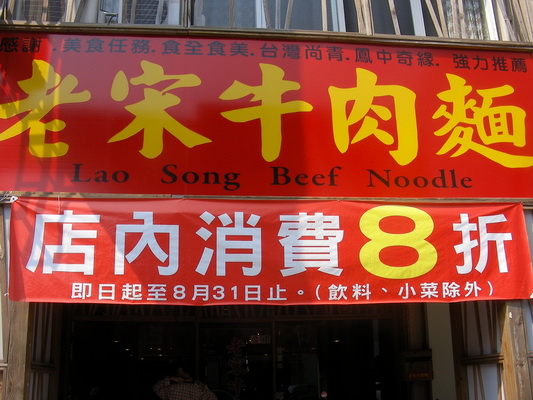 感謝．美食任務．食全食美．台灣尚青．鳳中奇緣．強力推薦
老宋牛肉麵
Lao Song Beef Noodle
店內消費8折
即日起至8月31日止。(飲料、小菜除外)